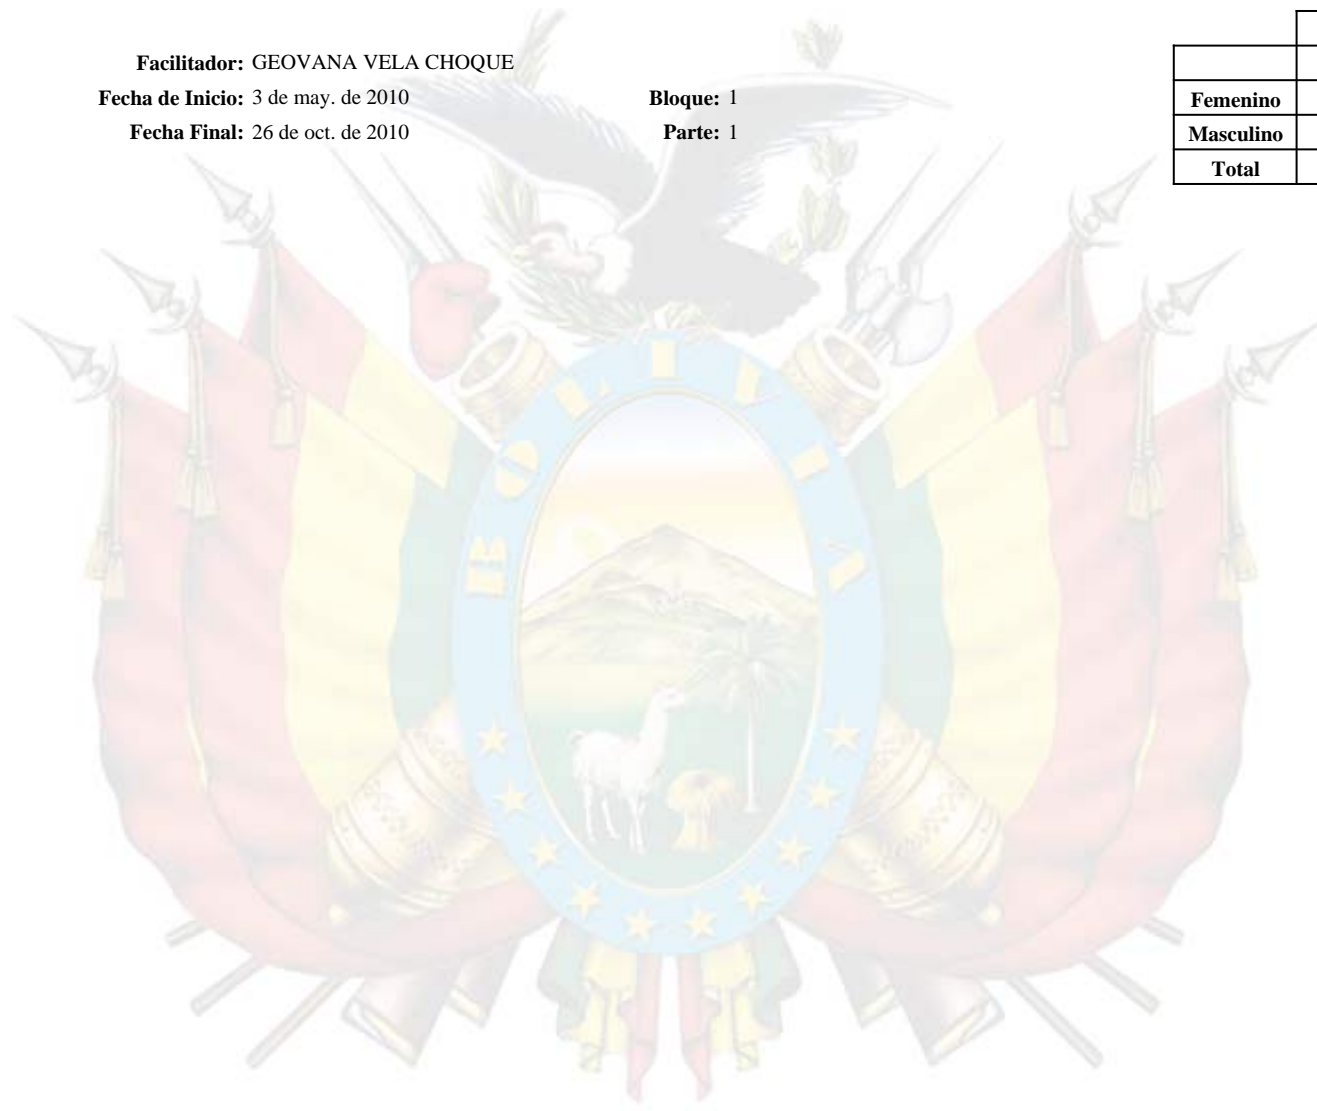 Facilitador: GEOVANA VELA CHOQUE
Fecha de Inicio: 3 de may. de 2010 Bloque: 1
Fecha Final: 26 de oct. de 2010 Parte: 1
Femenino
Masculino
Total
BOLIVIA